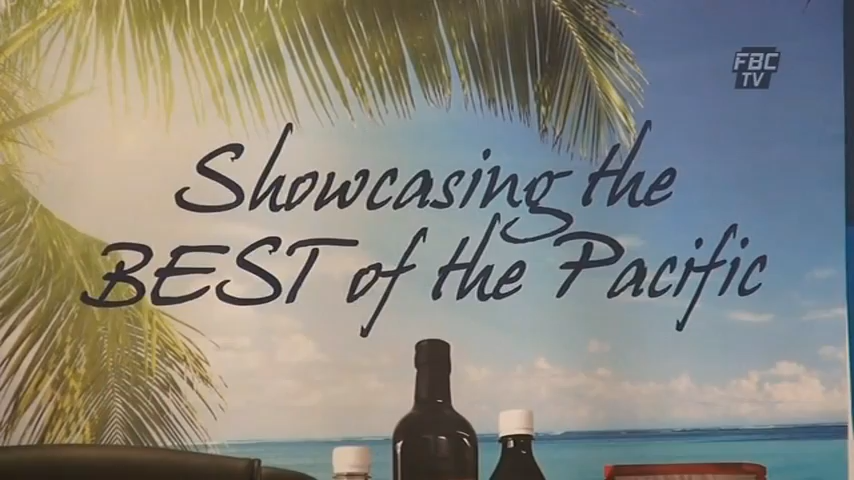 FBC
TV
Showcasing the
BEST of the Pacific